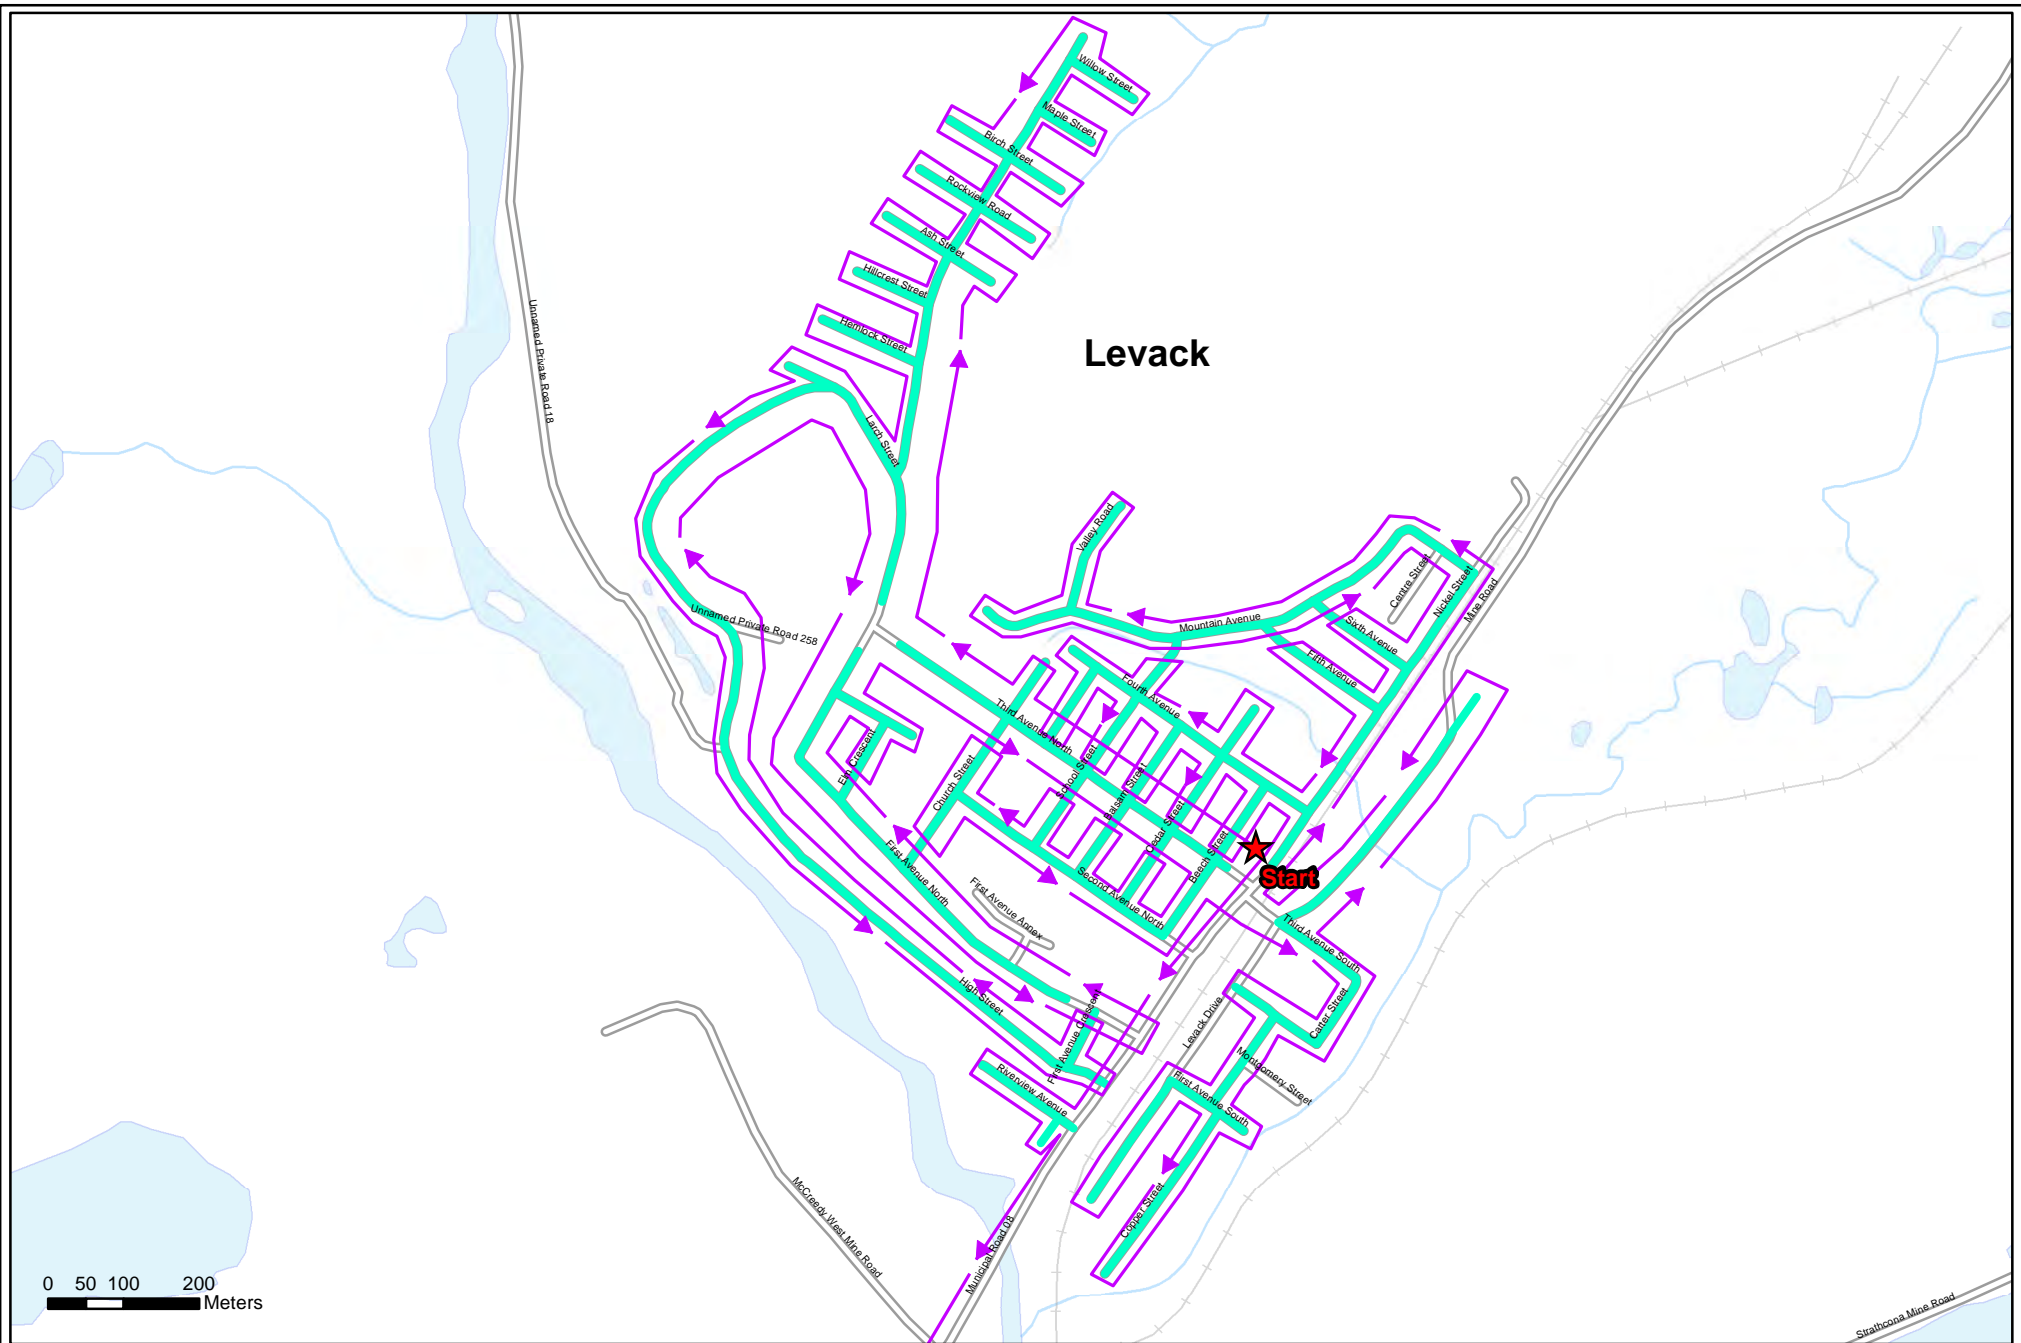 Willow Street
Maple Street
Birch Street
Rockview Road
Ash Street
Hillcrest Street
Hemlock Street
Unnamed Private Road 18
Levack
Larch Street
Valley Road
Centre Street
Nickel Street
Mine Road
Unnamed Private Road 258
Mountain Avenue
Sixth Avenue
Fifth Avenue
Fourth Avenue
Third Avenue North
Elm Crescent
School Street
Church Street
Balsam Street
Cedar Street
Beech Street
Start
First Avenue North
First Avenue Annex
Second Avenue North
Third Avenue South
High Street
Carter Street
Levack Drive
First Avenue Crescent
Riverview Avenue
Montgomery Street
First Avenue South
Copper Street
McCreedy West Mine Road
Municipal Road 08
0 50 100 200
Meters
Strathcona Mine Road